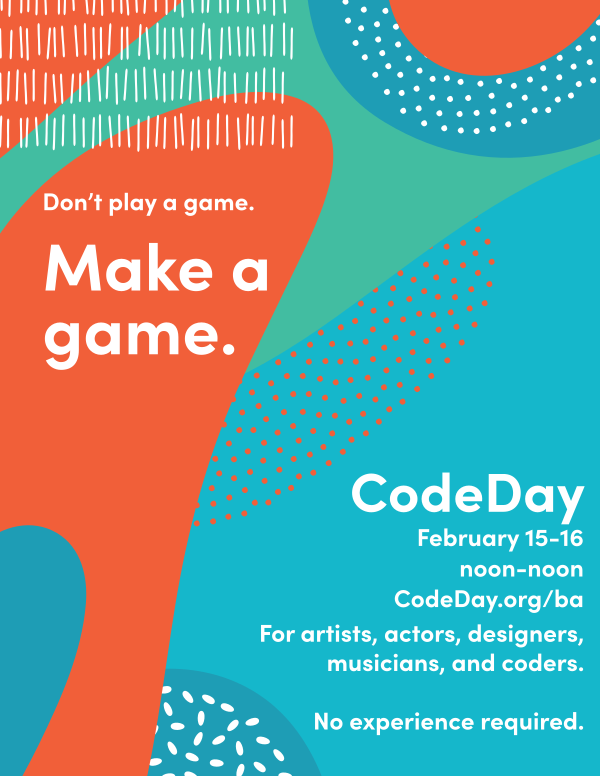 Don’t play a game.
Make a
game.
CodeDay
February 15-16
noon-noon
CodeDay.org/ba
For artists, actors, designers,
musicians, and coders.
No experience required.